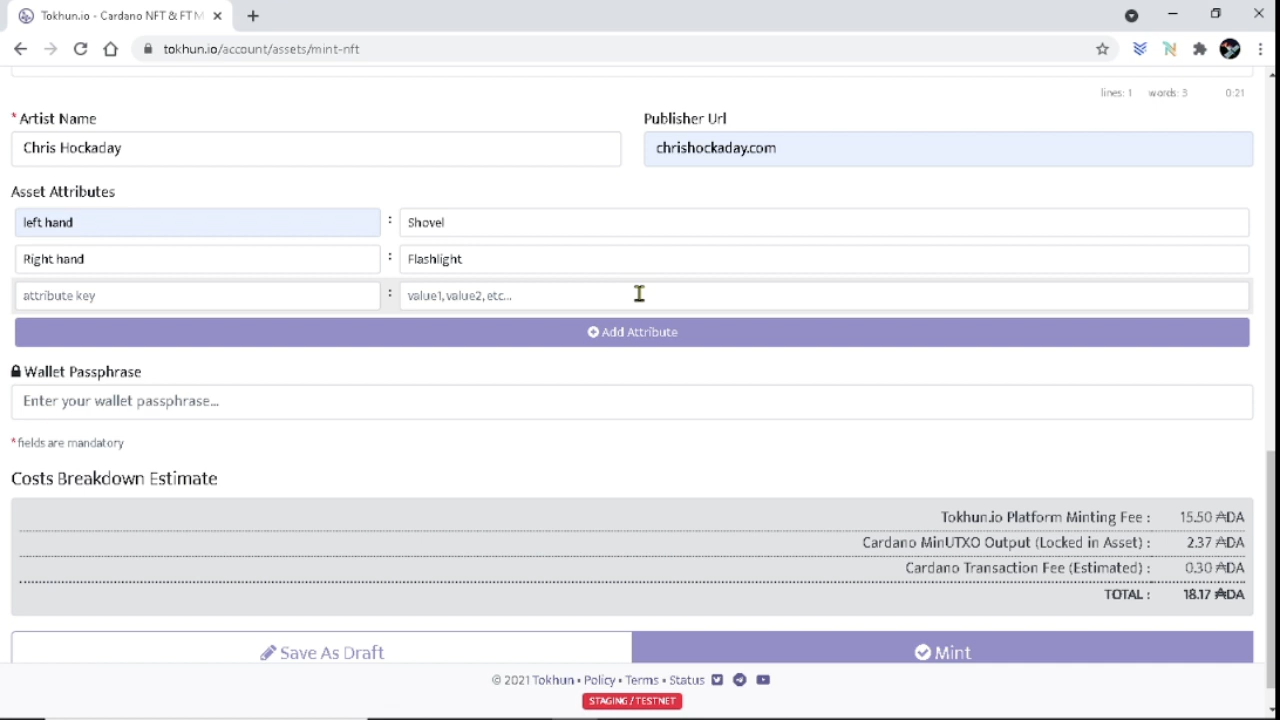 Tokhun.io - Cardano NFT & FT M
tokhun.io/account/assets/mint-nft
lines: 1 words: 3 0:21
* Artist Name Publisher Url
Chris Hockaday chrishockaday.com
Asset Attributes
left hand : Shovel
Right hand : Flashlight
attribute key : value1, value2, etc...
Add Attribute
Wallet Passphrase
Enter your wallet passphrase...
* fields are mandatory
Costs Breakdown Estimate
Tokhun.io Platform Minting Fee : 15.50 ₳DA
Cardano MinUTXO Output (Locked in Asset) : 2.37 ₳DA
Cardano Transaction Fee (Estimated) : 0.30 ₳DA
TOTAL : 18.17 ₳DA
Save As Draft Mint
© 2021 Tokhun • Policy • Terms • Status
STAGING / TESTNET